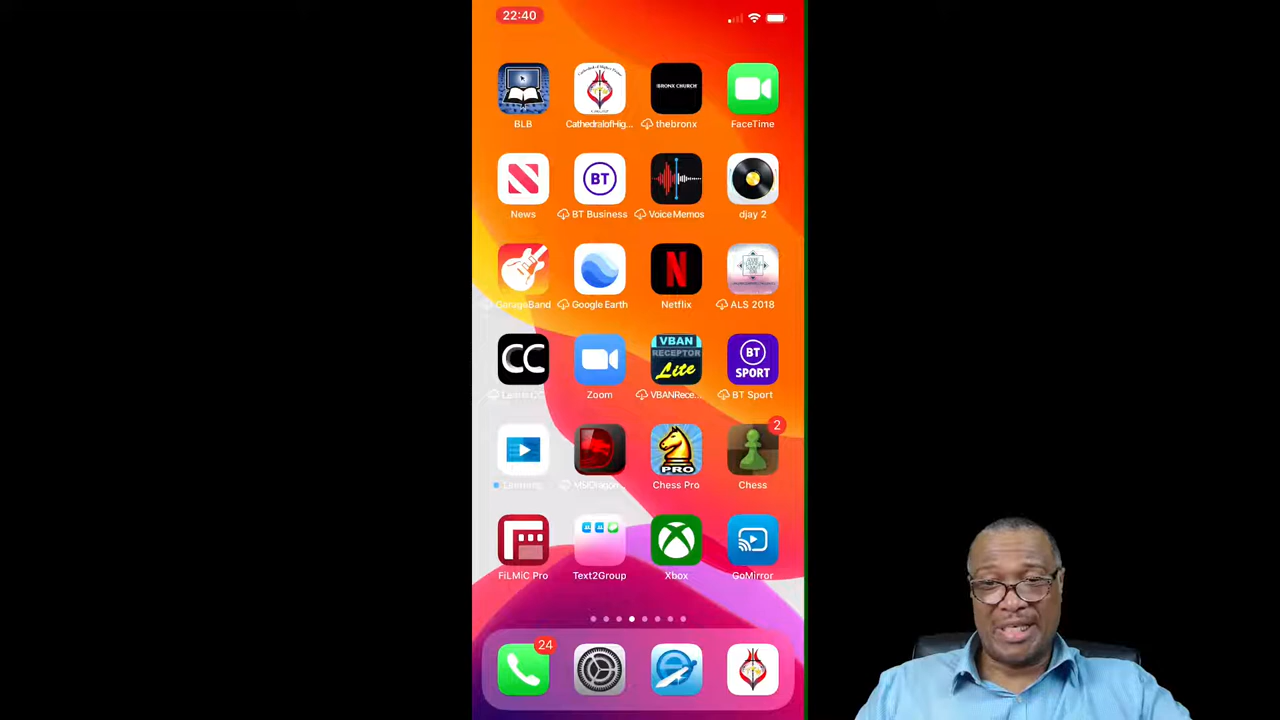 22:40
BRONX CHURCH
BLB
CathedralofHig...
thebronx
FaceTime
BT
News
BT Business
VoiceMemos
djay 2
GarageBand
Google Earth
Netflix
ALS 2018
CC
VBAN
RECEPTOR
Lite
BT
SPORT
Zoom
VBANRece...
BT Sport
2
PRO
Chess Pro
Chess
FiLMiC Pro
Text2Group
Xbox
GoMirror
24